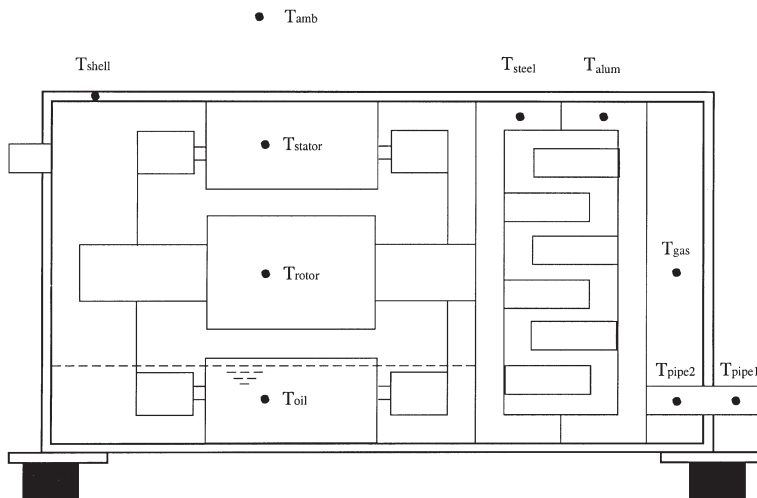 Tamb
Tshell
Tsteel
Talum
Tstator
Tgas
Trotor
Tpipe2
Tpipe1
Toil